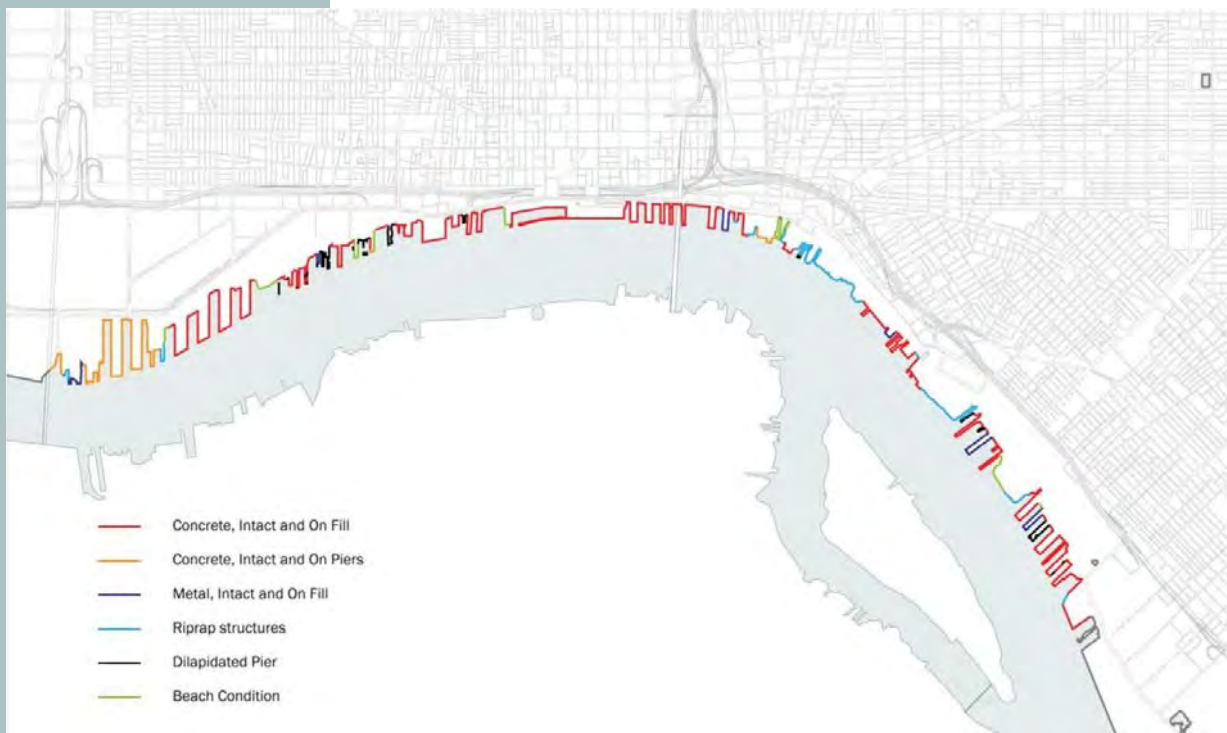 Concrete, Intact and On Fill
Concrete, Intact and On Piers
Metal, Intact and On Fill
Riprap structures
Dilapidated Pier
Beach Condition